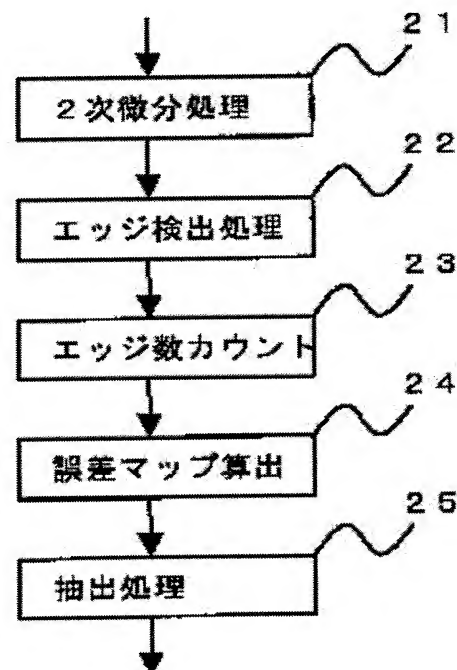 ２１
２次微分処理
２２
エッジ検出処理
２３
エッジ数カウント
２４
誤差マップ算出
２５
抽出処理